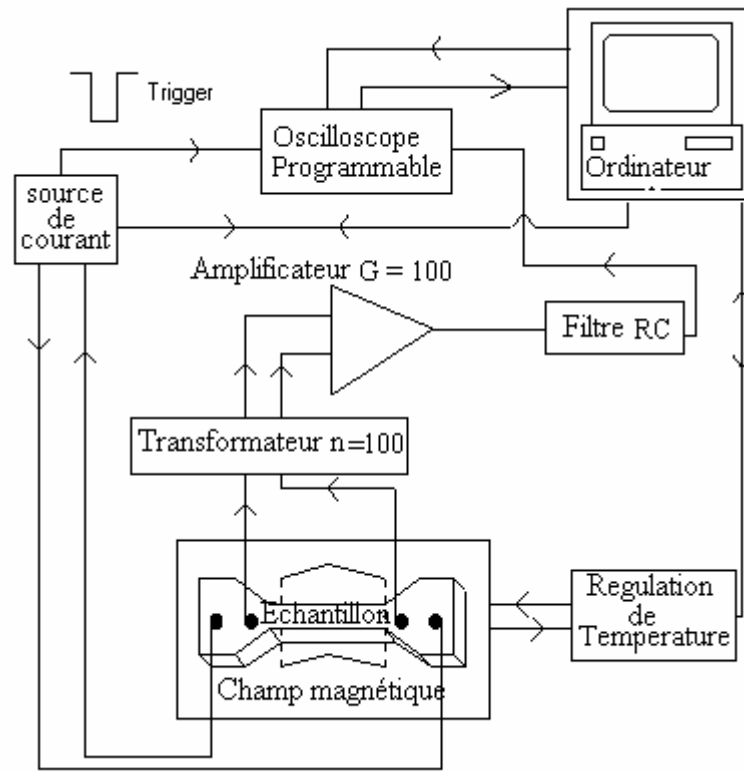 Trigger
Oscilloscope
Programmable
Ordinateur
source
de
courant
Amplificateur G = 100
Filtre RC
Transformateur n=100
Echantillon
Champ magnétique
Regulation
de
Temperature